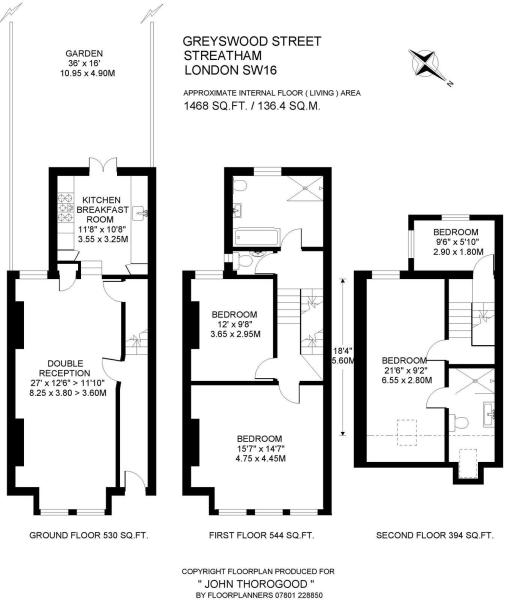 GREYSWOOD STREET
STREATHAM
LONDON SW16
APPROXIMATE INTERNAL FLOOR ( LIVING ) AREA
1468 SQ.FT. / 136.4 SQ.M.
N
GARDEN
36' x 16'
10.95 x 4.90M
KITCHEN
BREAKFAST
ROOM
11'8" x 10'8"
3.55 x 3.25M
DOUBLE
RECEPTION
27' x 12'6" > 11'10"
8.25 x 3.80 > 3.60M
GROUND FLOOR 530 SQ.FT.
BEDROOM
12' x 9'8"
3.65 x 2.95M
BEDROOM
15'7" x 14'7"
4.75 x 4.45M
FIRST FLOOR 544 SQ.FT.
18'4"
5.60M
BEDROOM
9'6" x 5'10"
2.90 x 1.80M
BEDROOM
21'6" x 9'2"
6.55 x 2.80M
SECOND FLOOR 394 SQ.FT.
COPYRIGHT FLOORPLAN PRODUCED FOR
" JOHN THOROGOOD "
BY FLOORPLANNERS 07801 228850